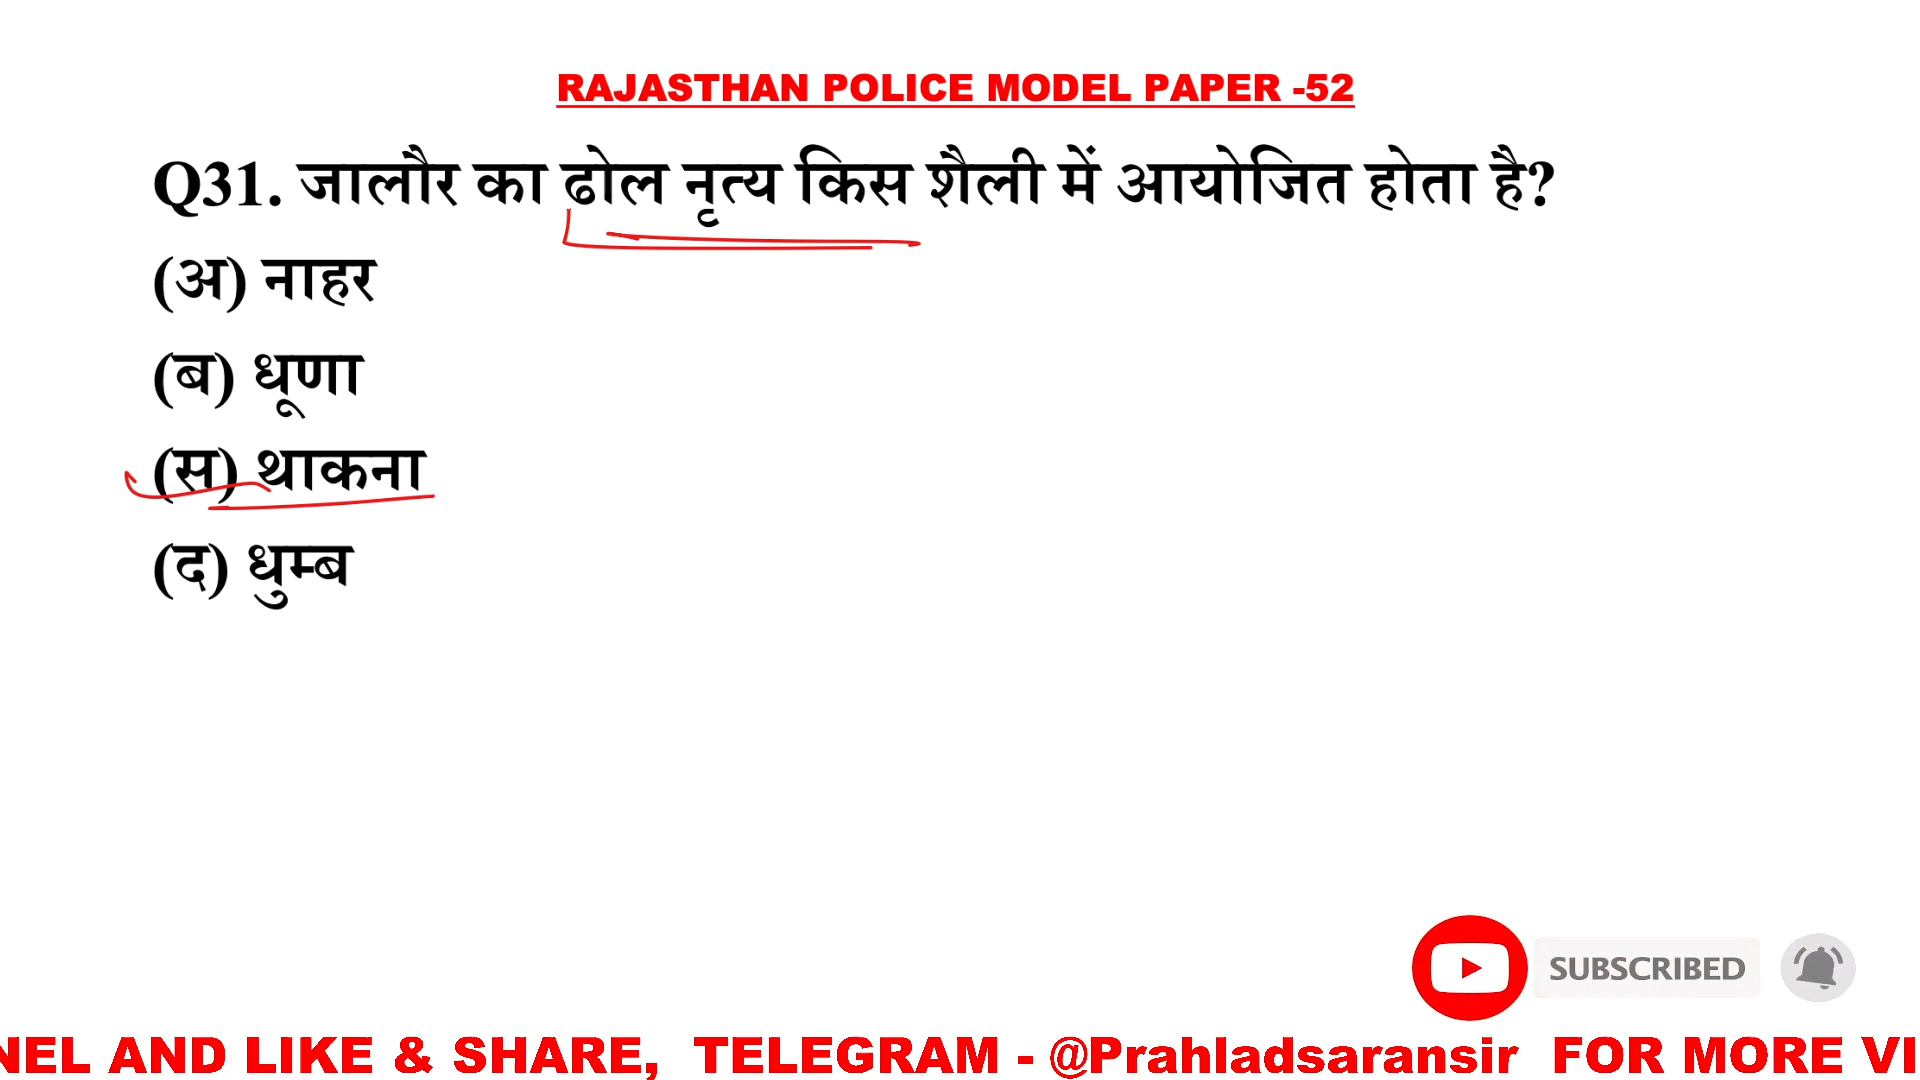 RAJASTHAN POLICE MODEL PAPER -52
Q31. जालौर का ढोल नृत्य किस शैली में आयोजित होता है?
(अ) नाहर
(ब) धूणा
(स) थाकना
(द) धुम्ब
SUBSCRIBED
NEL AND LIKE & SHARE, TELEGRAM - @Prahladsaransir FOR MORE VI